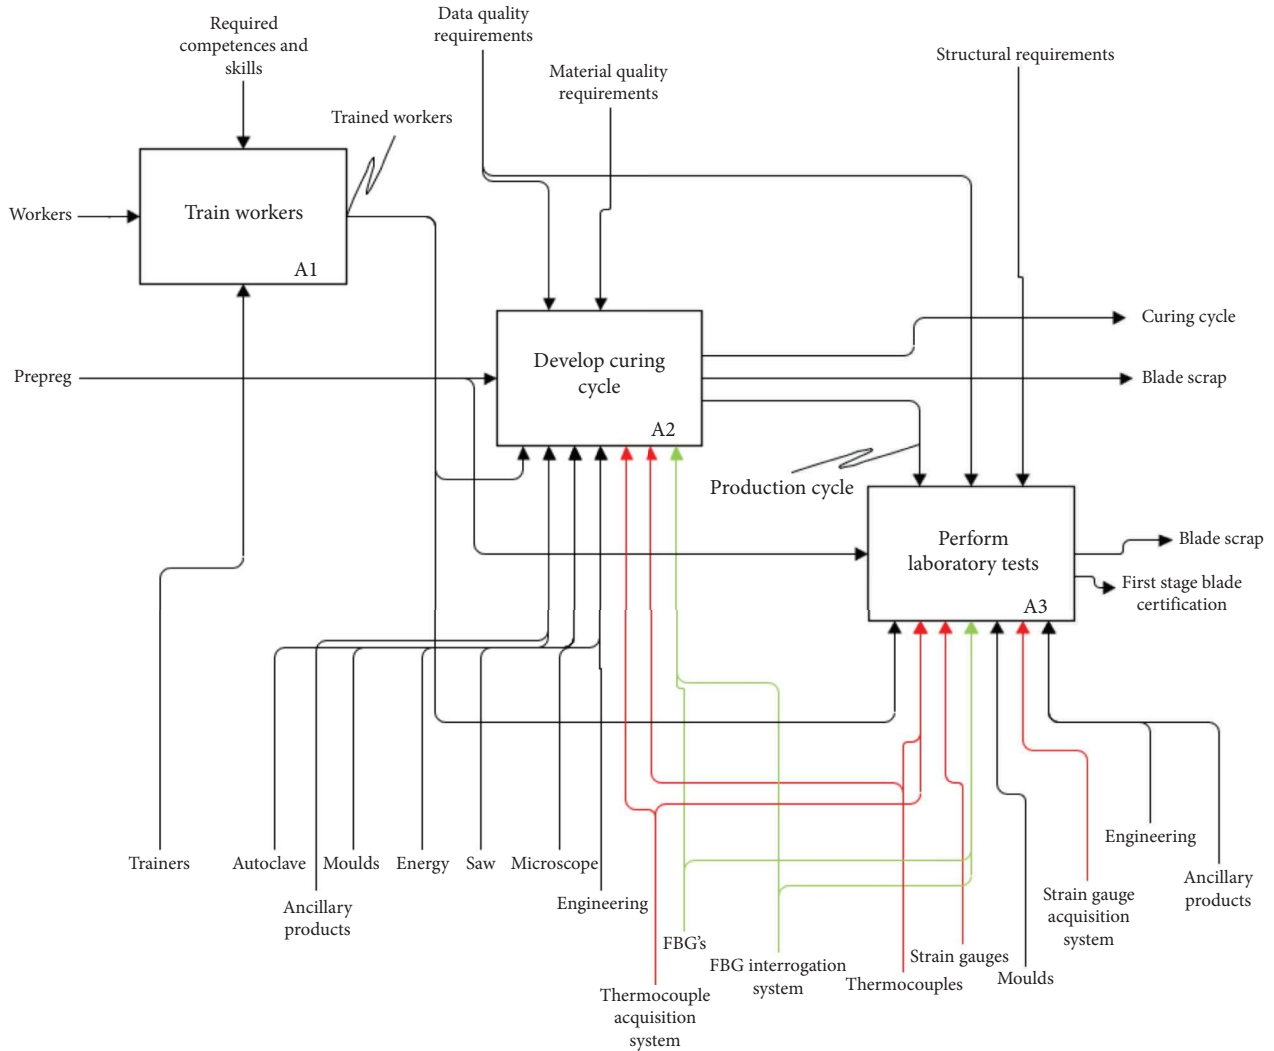 Required
competences and
skills
Data quality
requirements
Material quality
requirements
Structural requirements
Trained workers
Workers
Train workers
A1
Prepreg
Develop curing
cycle
A2
Curing cycle
Blade scrap
Production cycle
Perform
laboratory tests
A3
Blade scrap
First stage blade
certification
Trainers
Autoclave
Moulds
Energy
Saw
Microscope
Ancillary
products
Engineering
FBG's
FBG interrogation
system
Thermocouple
acquisition
system
Thermocouples
Strain gauges
Moulds
Strain gauge
acquisition
system
Engineering
Ancillary
products